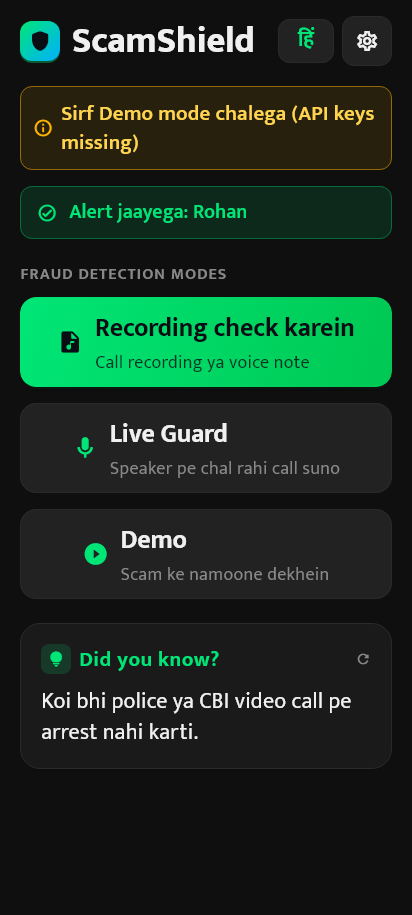 ScamShield
हिं
Sirf Demo mode chalega (API keys
missing)
Alert jaayega: Rohan
FRAUD DETECTION MODES
Recording check karein
Call recording ya voice note
Live Guard
Speaker pe chal rahi call suno
Demo
Scam ke namoone dekhein
Did you know?
Koi bhi police ya CBI video call pe
arrest nahi karti.